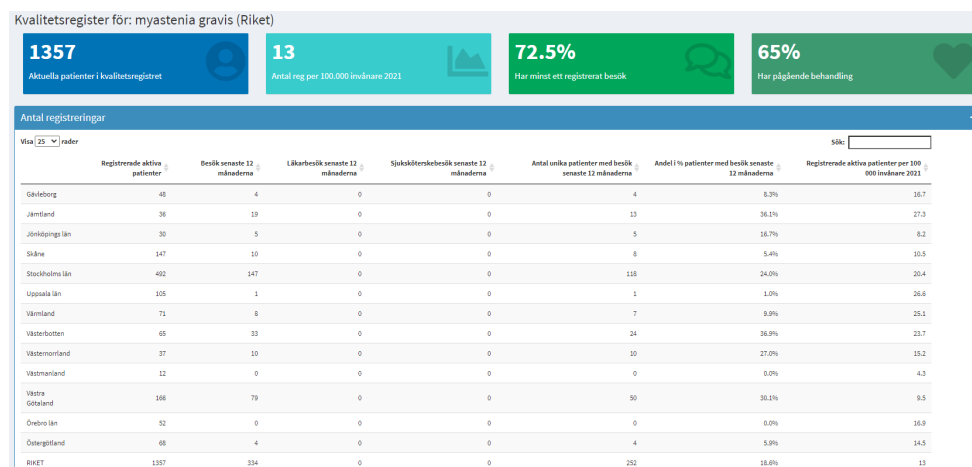 Kvalitetsregister för: myastenia gravis (Riket)
1357
Aktuella patienter i kvalitetsregistret
13
Antal reg per 100.000 invånare 2021
72.5%
Har minst ett registrerat besök
65%
Har pågående behandling
Antal registreringar
Visa 25 rader
Sök:
Registrerade aktiva patienter Besök senaste 12 månaderna Läkarbesök senaste 12 månaderna Sjuksköterskebesök senaste 12 månaderna Antal unika patienter med besök senaste 12 månaderna Andel i % patienter med besök senaste 12 månaderna Registrerade aktiva patienter per 100 000 invånare 2021
Gävleborg 48 4 0 0 4 8.3% 16.7
Jämtland 36 19 0 0 13 36.1% 27.3
Jönköpings län 30 5 0 0 5 16.7% 8.2
Skåne 147 10 0 0 8 5.4% 10.5
Stockholms län 492 147 0 0 118 24.0% 20.4
Uppsala län 105 1 0 0 1 1.0% 26.6
Värmland 71 8 0 0 7 9.9% 25.1
Västerbotten 65 33 0 0 24 36.9% 23.7
Västernorrland 37 10 0 0 10 27.0% 15.2
Västmanland 12 0 0 0 0 0.0% 4.3
Västra Götaland 166 79 0 0 50 30.1% 9.5
Örebro län 52 0 0 0 0 0.0% 16.9
Östergötland 68 4 0 0 4 5.9% 14.5
RIKET 1357 334 0 0 252 18.6% 13